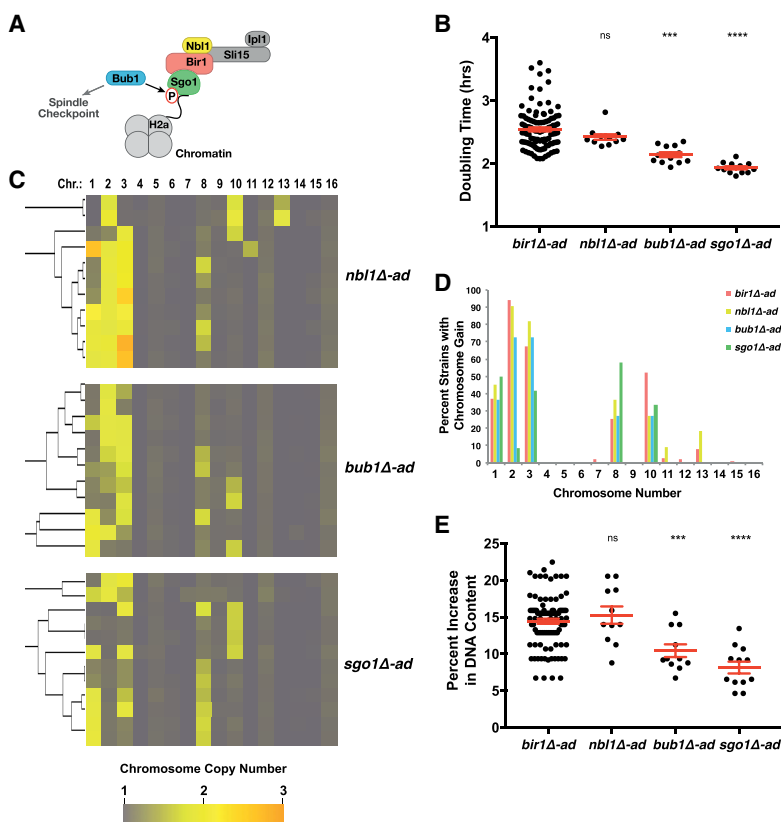 A
Ipl1
Nbl1
Sli15
Bir1
Sgo1
Bub1
P
Spindle
Checkpoint
H2a
Chromatin
B
ns
***
****
Doubling Time (hrs)
4
3
2
1
bir1Δ-ad
nbl1Δ-ad
bub1Δ-ad
sgo1Δ-ad
C
Chr.: 1 2 3 4 5 6 7 8 9 10 11 12 13 14 15 16
nbl1Δ-ad
bub1Δ-ad
sgo1Δ-ad
Chromosome Copy Number
1 2 3
D
Percent Strains with
Chromosome Gain
100
90
80
70
60
50
40
30
20
10
0
1 2 3 4 5 6 7 8 9 10 11 12 13 14 15 16
Chromosome Number
bir1Δ-ad
nbl1Δ-ad
bub1Δ-ad
sgo1Δ-ad
E
ns
***
****
Percent Increase
in DNA Content
25
20
15
10
5
0
bir1Δ-ad
nbl1Δ-ad
bub1Δ-ad
sgo1Δ-ad